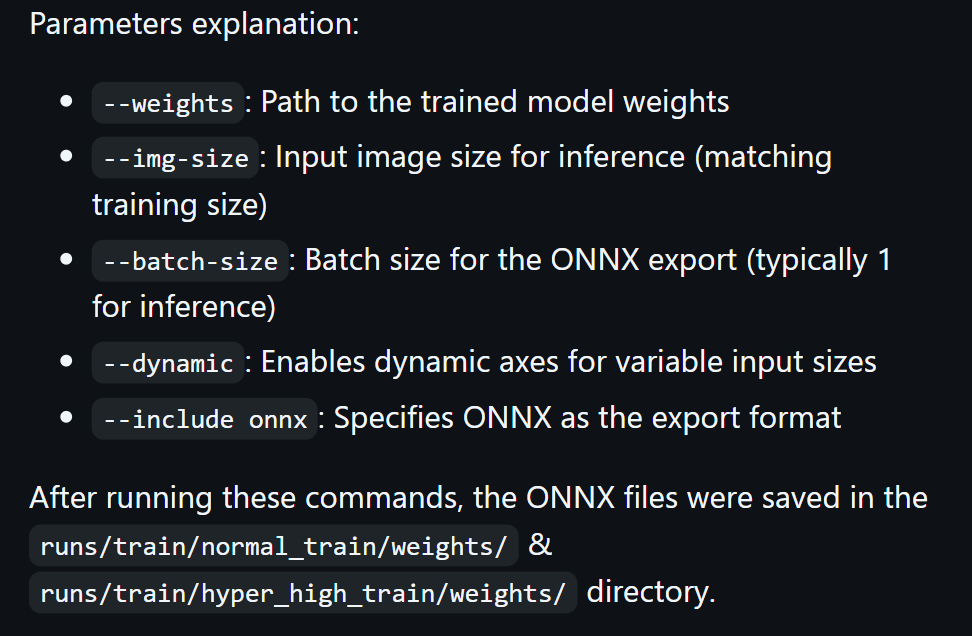 Parameters explanation:
• --weights: Path to the trained model weights
• --img-size: Input image size for inference (matching
training size)
• --batch-size: Batch size for the ONNX export (typically 1
for inference)
• --dynamic: Enables dynamic axes for variable input sizes
• --include onnx: Specifies ONNX as the export format
After running these commands, the ONNX files were saved in the
runs/train/normal_train/weights/ &
runs/train/hyper_high_train/weights/ directory.